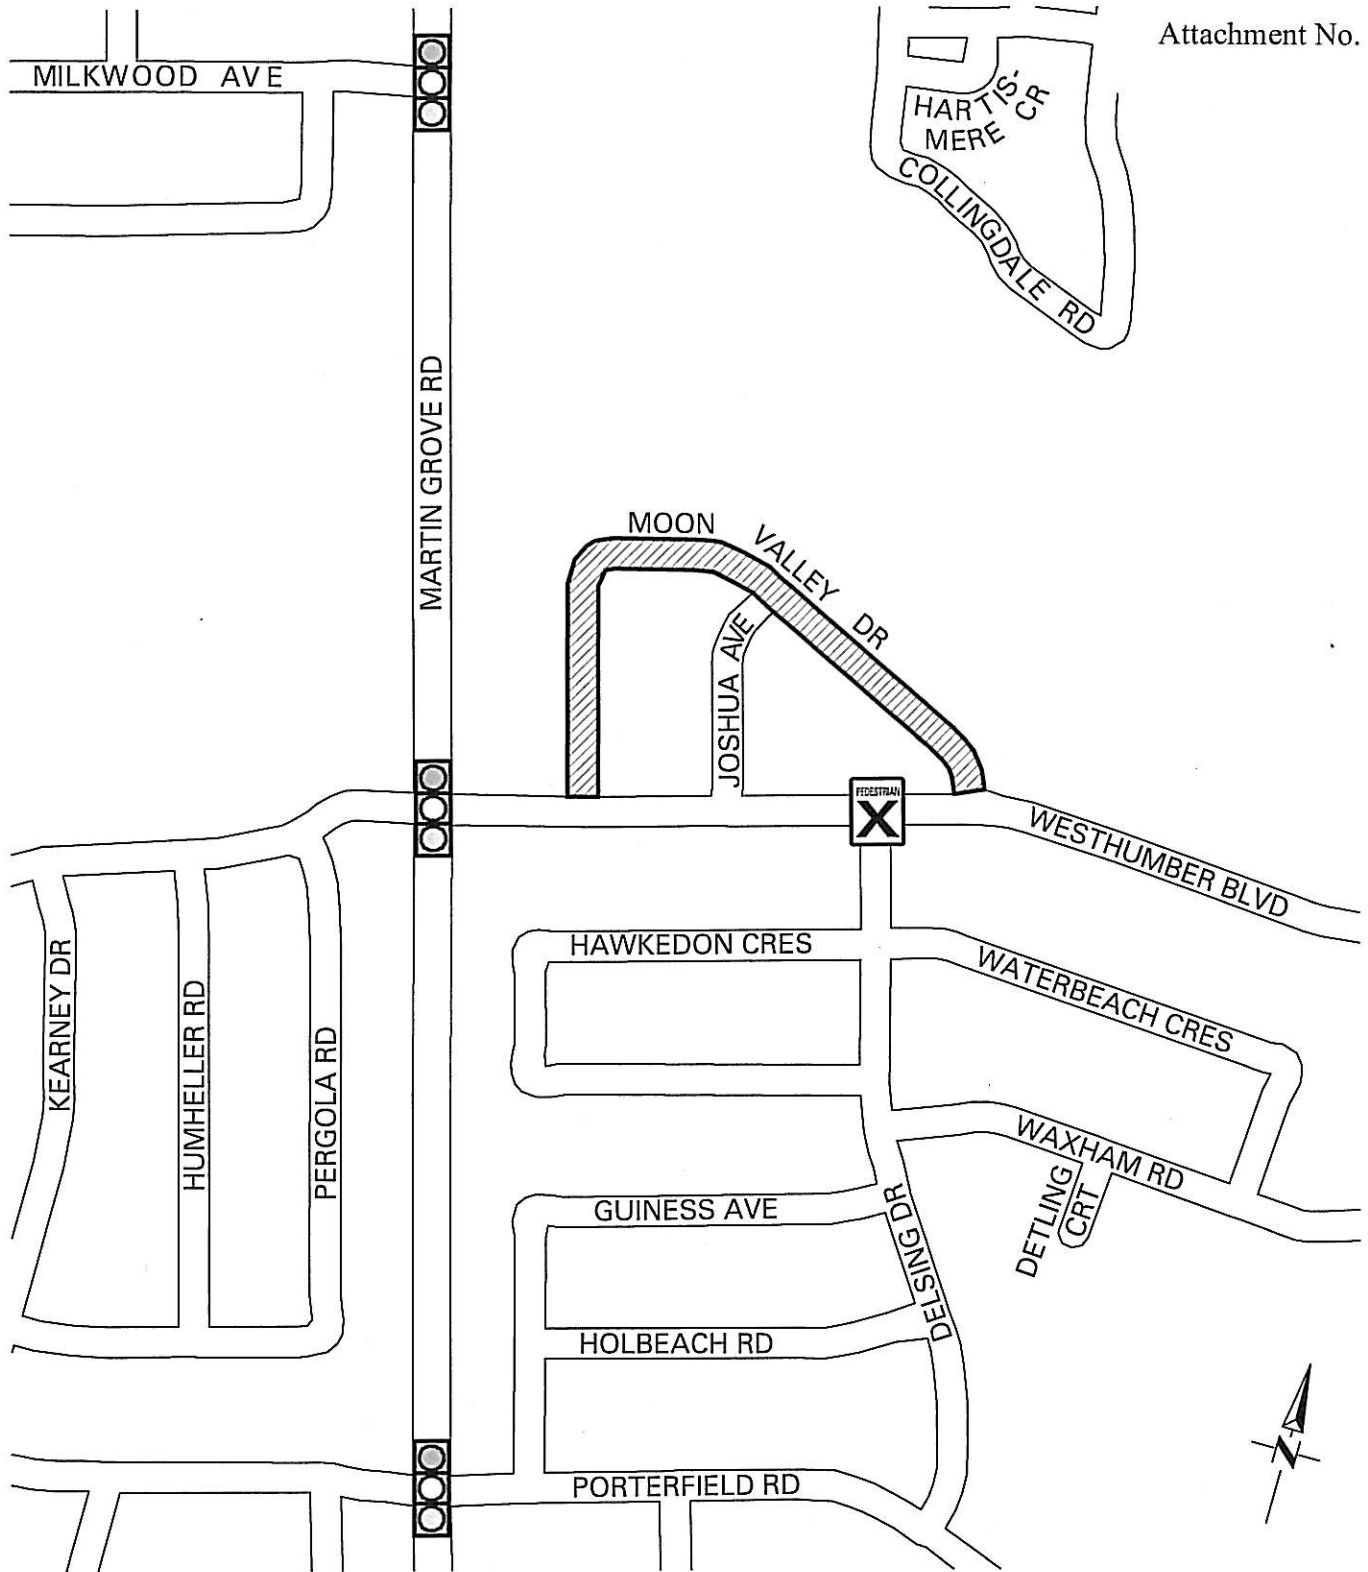 Attachment No.
MILKWOOD AVE
HARTIS-
MERE CR
COLLINGDALE RD
MARTIN GROVE RD
MOON VALLEY DR
JOSHUA AVE
PEDESTRIAN
X
WESTHUMBER BLVD
HAWKEDON CRES
WATERBEACH CRES
KEARNEY DR
HUMHELLER RD
PERGOLA RD
WAXHAM RD
DETLING
CRT
GUINESS AVE
DELSING DR
HOLBEACH RD
PORTERFIELD RD
N